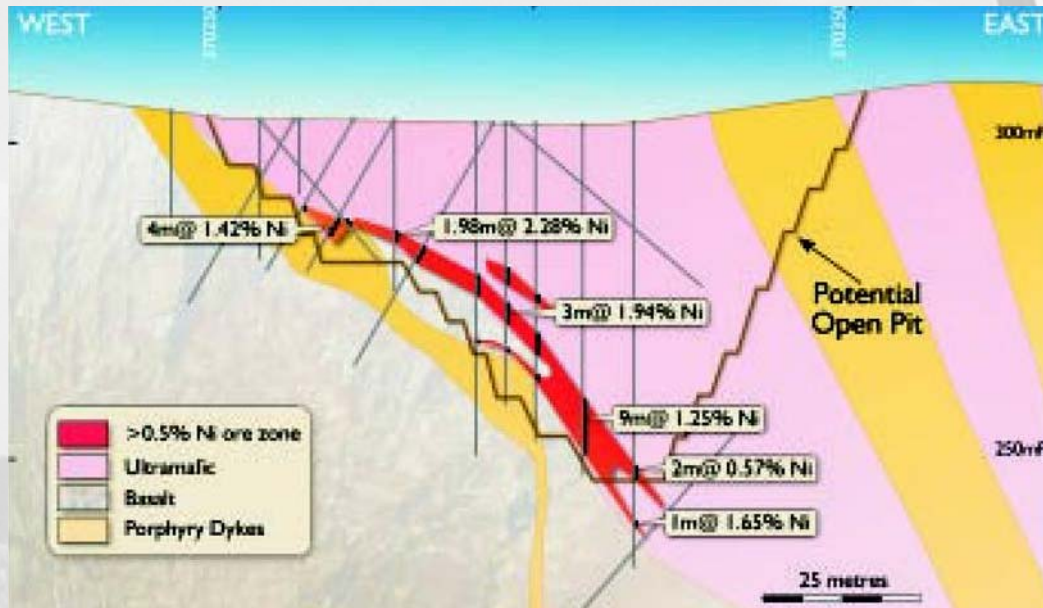 WEST
EAST
300m
4m@ 1.42% Ni
1.98m@ 2.28% Ni
Potential
Open Pit
3m@ 1.94% Ni
9m@ 1.25% Ni
250m
2m@ 0.57% Ni
1m@ 1.65% Ni
>0.5% Ni ore zone
Ultramafic
Basalt
Porphyry Dykes
25 metres